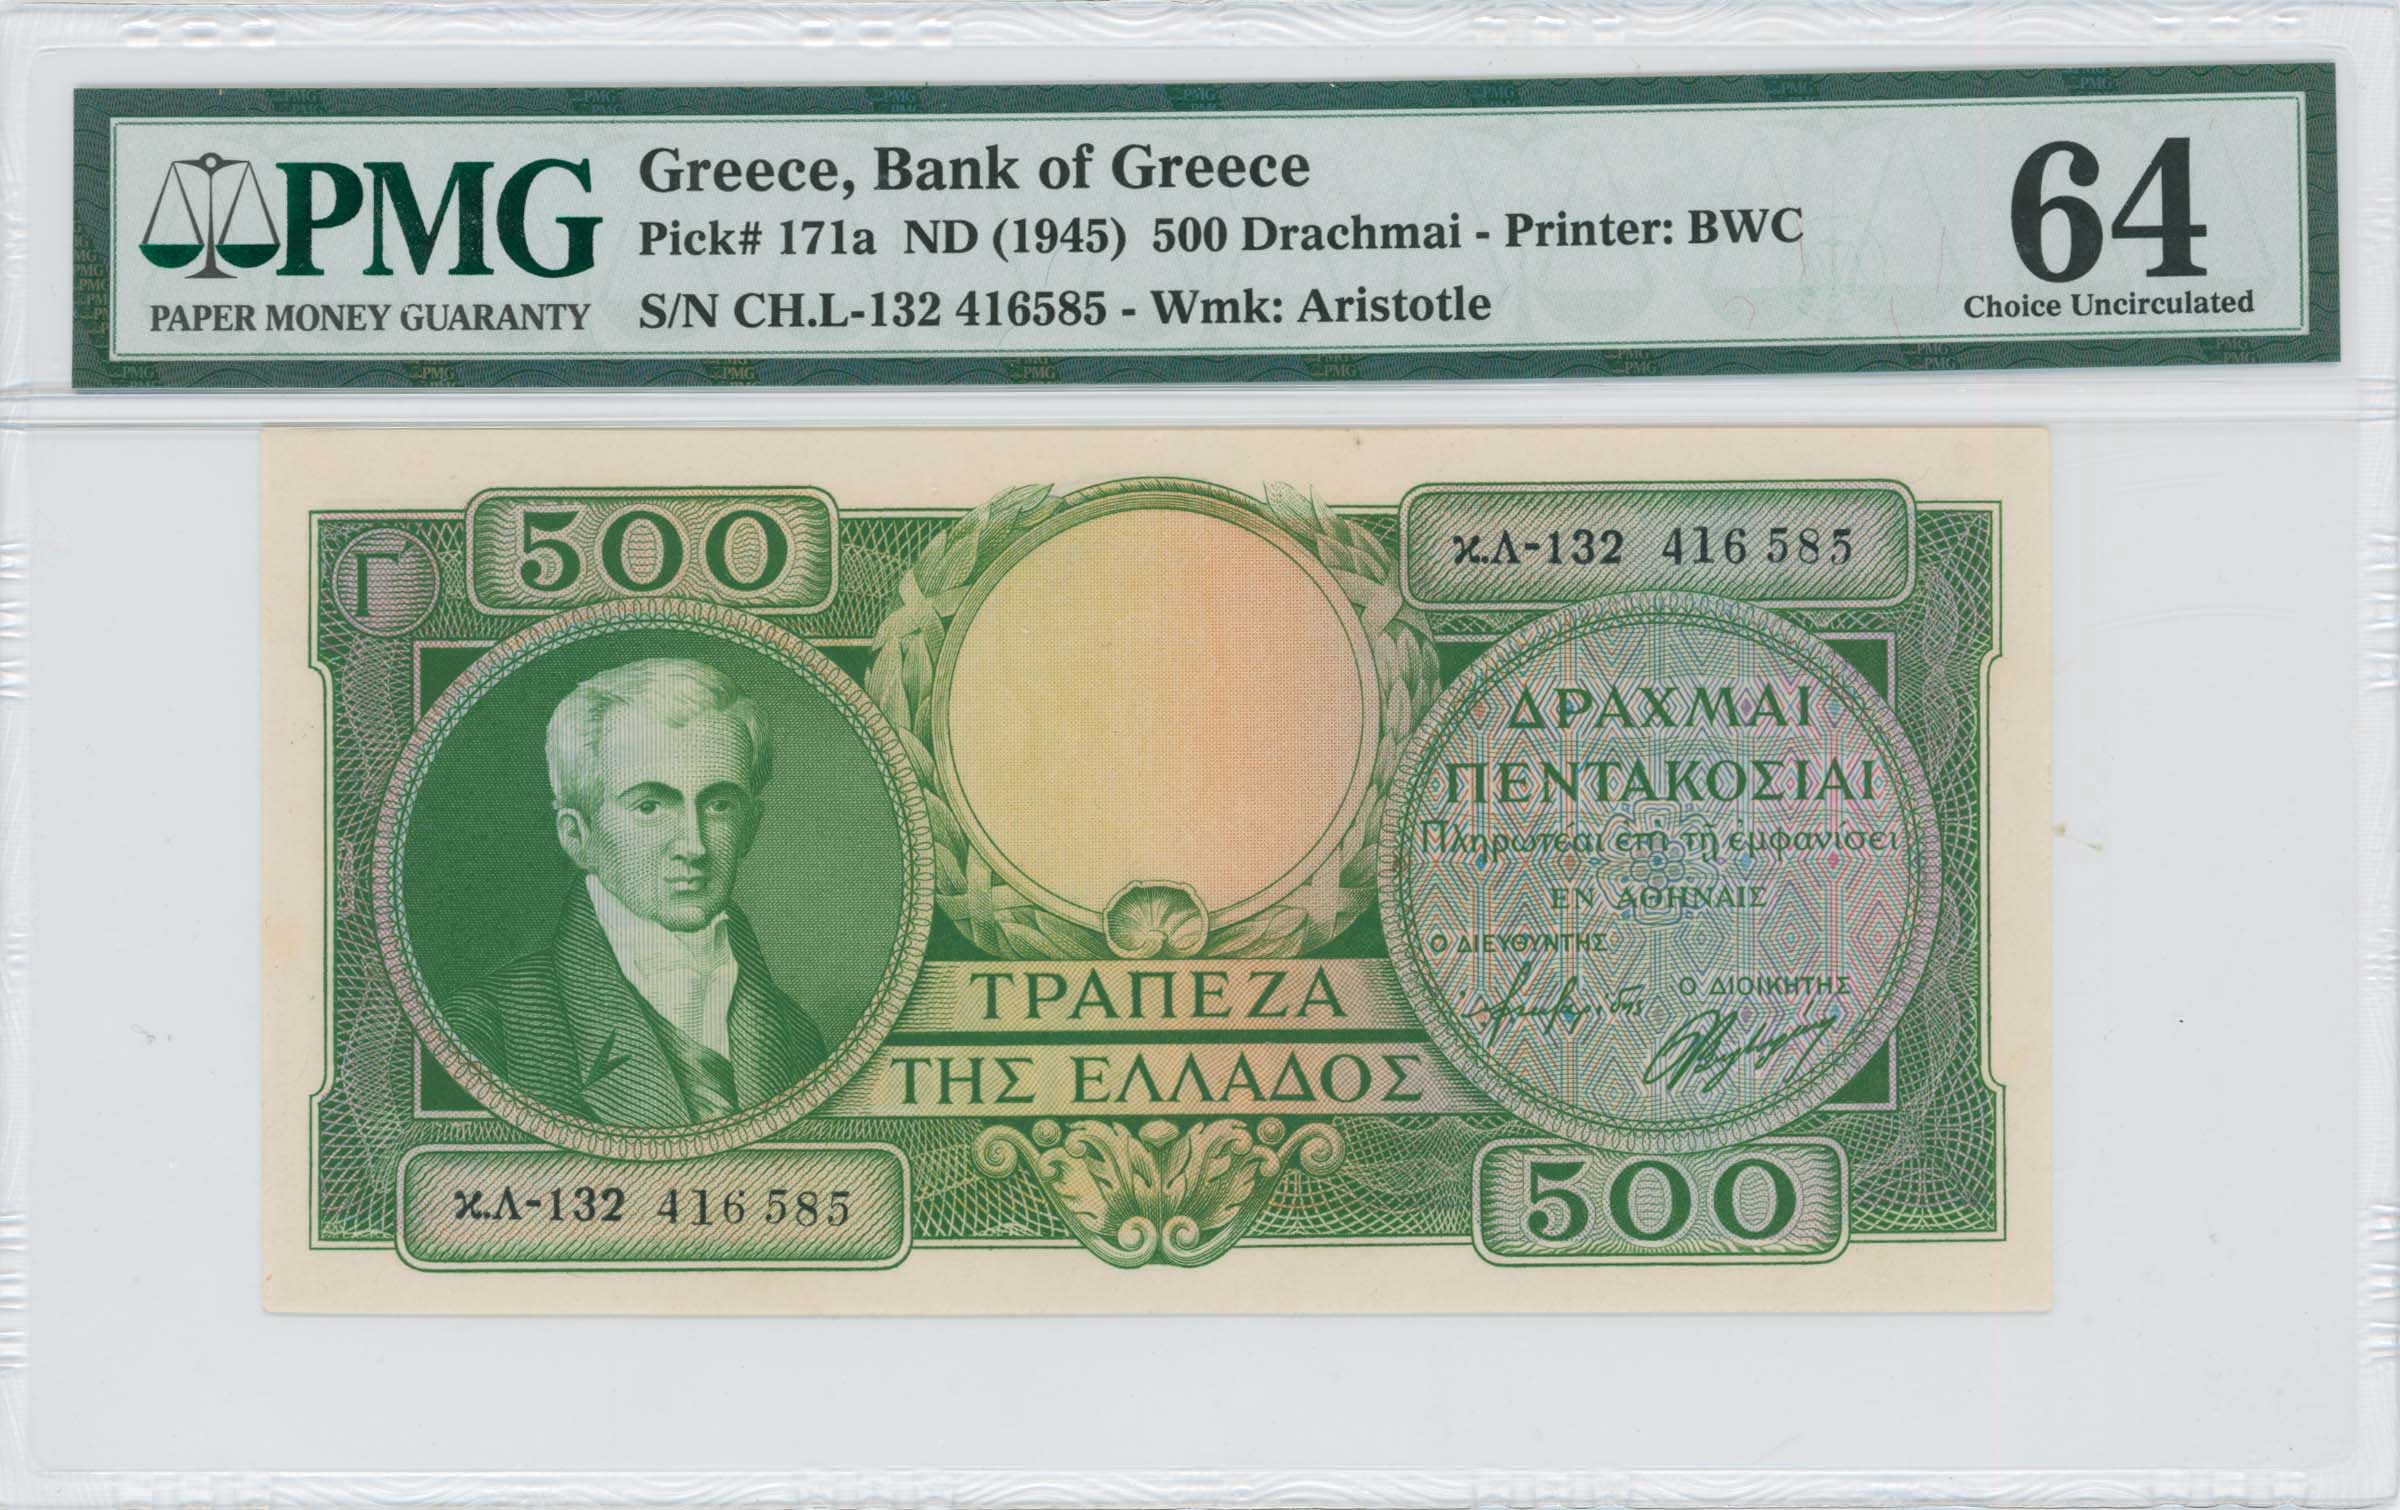 PMG
PAPER MONEY GUARANTY
Greece, Bank of Greece
Pick# 171a ND (1945) 500 Drachmai - Printer: BWC
S/N CH.L-132 416585 - Wmk: Aristotle
64
Choice Uncirculated
Γ
500
ϰ.Λ-132 416 585
ΔΡΑΧΜΑΙ
ΠΕΝΤΑΚΟΣΙΑΙ
Πληρωτέαι ἐπὶ τῇ ἐμφανίσει
ΕΝ ΑΘΗΝΑΙΣ
Ο ΔΙΕΥΘΥΝΤΗΣ
Ο ΔΙΟΙΚΗΤΗΣ
ΤΡΑΠΕΖΑ
ΤΗΣ ΕΛΛΑΔΟΣ
ϰ.Λ-132 416 585
500